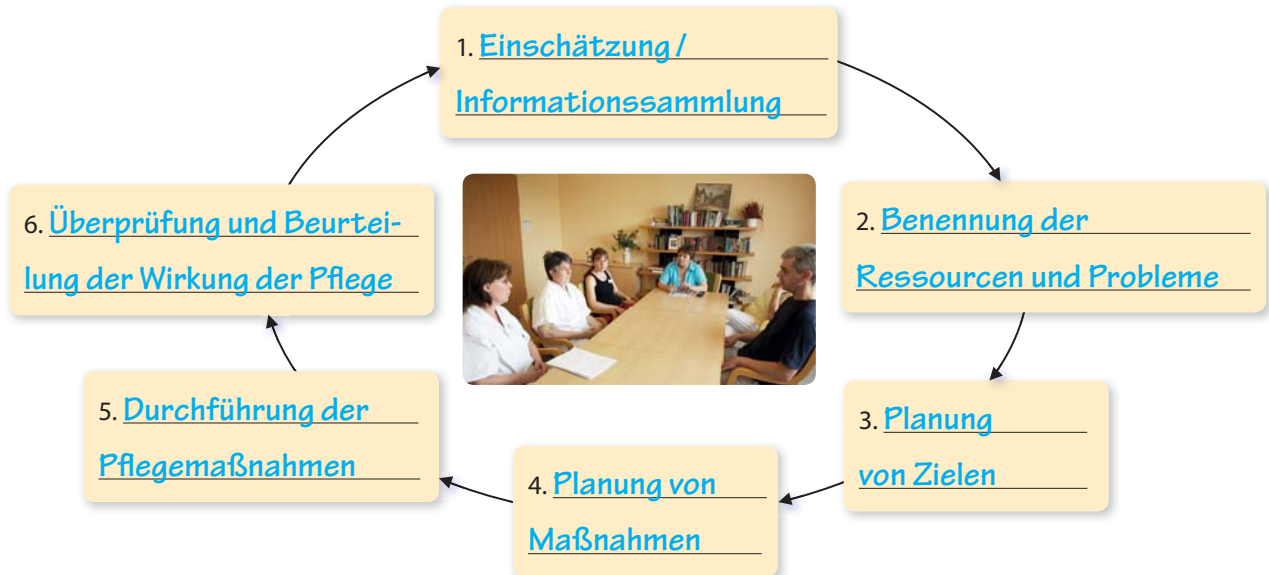 1. Einschätzung /
Informationssammlung
2. Benennung der
Ressourcen und Probleme
3. Planung
von Zielen
4. Planung von
Maßnahmen
5. Durchführung der
Pflegemaßnahmen
6. Überprüfung und Beurtei-
lung der Wirkung der Pflege